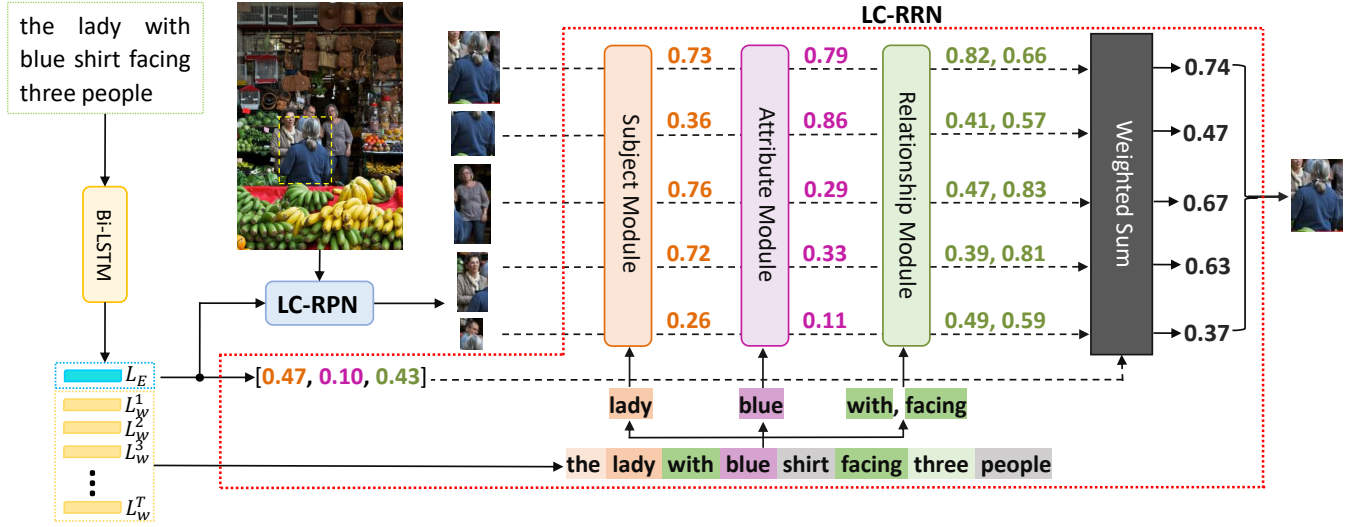 the lady with
blue shirt facing
three people
Bi-LSTM
LC-RPN
LC-RRN
Subject Module
Attribute Module
Relationship Module
Weighted Sum
0.73 0.79 0.82, 0.66 0.74
0.36 0.86 0.41, 0.57 0.47
0.76 0.29 0.47, 0.83 0.67
0.72 0.33 0.39, 0.81 0.63
0.26 0.11 0.49, 0.59 0.37
L_E [0.47, 0.10, 0.43]
L_w^1
L_w^2
L_w^3
L_w^T
lady blue with, facing
the lady with blue shirt facing three people